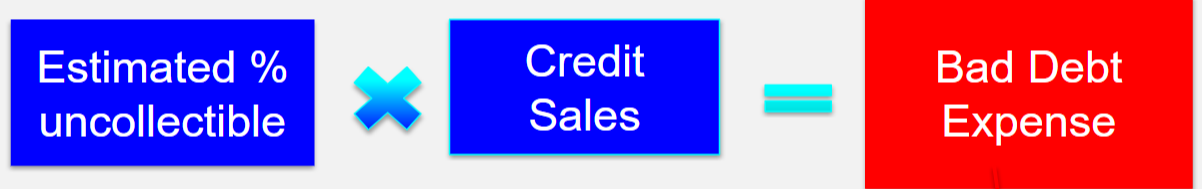 Estimated %
uncollectible
Credit
Sales
Bad Debt
Expense